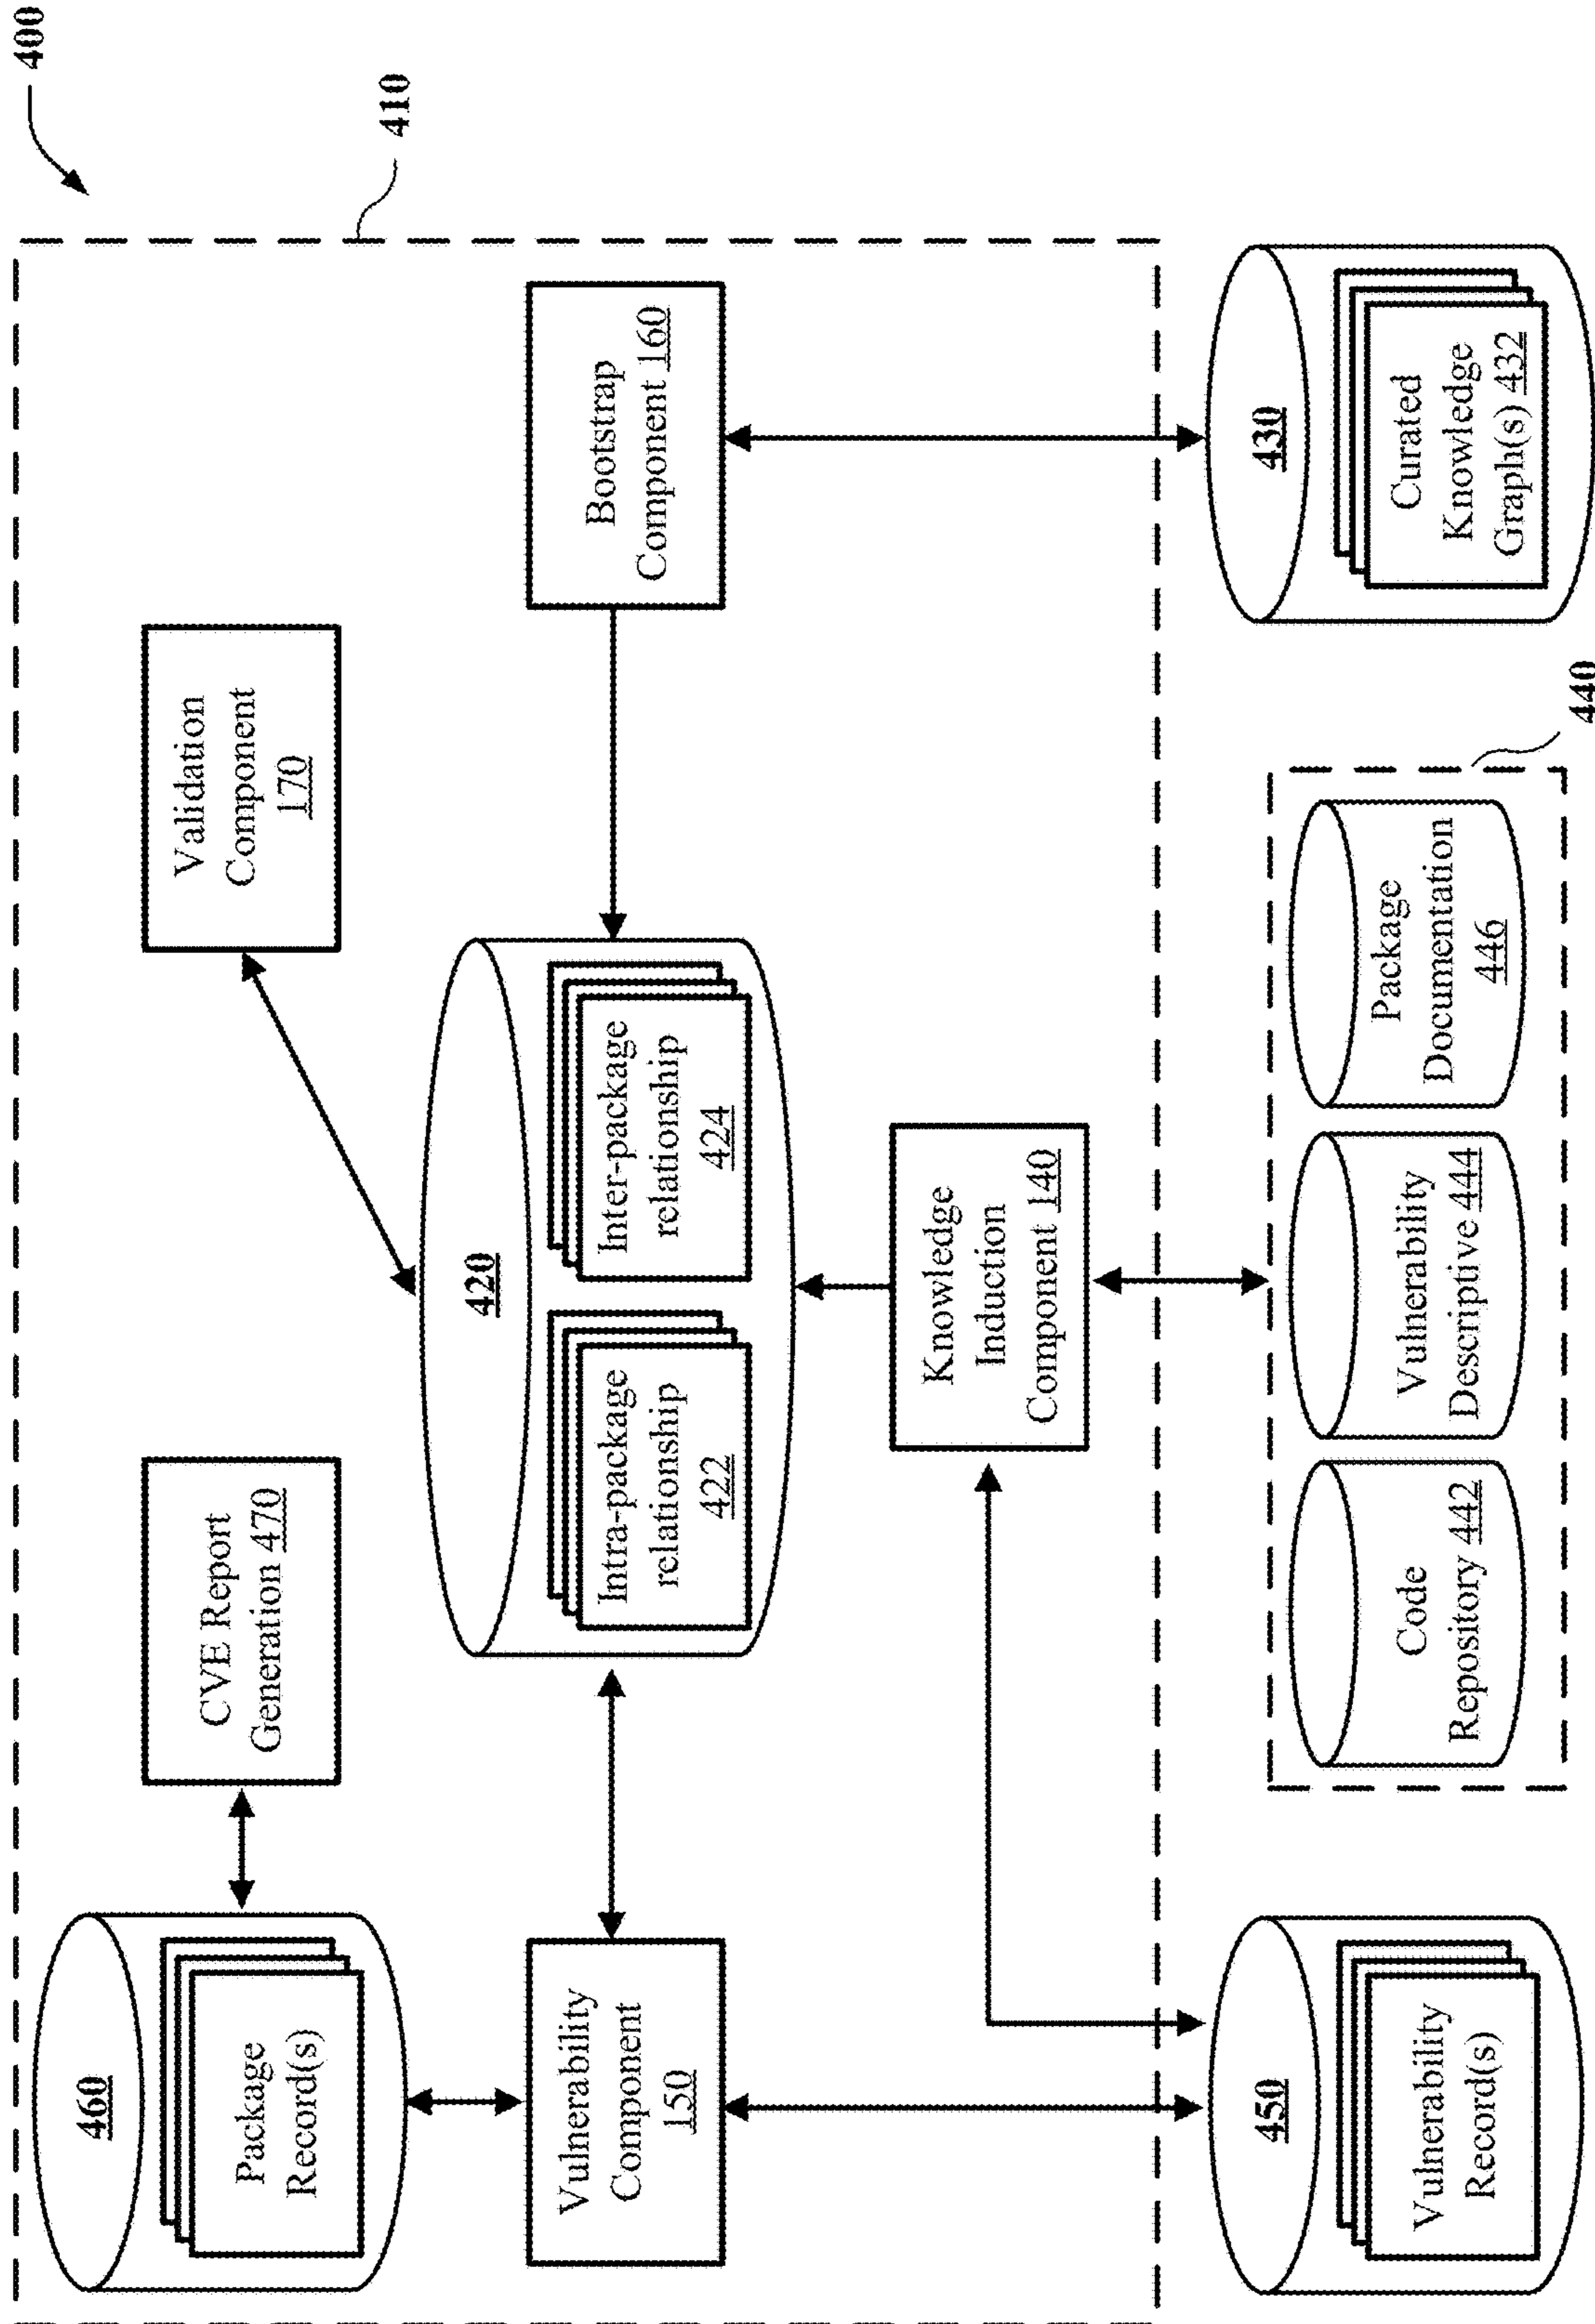 400
410
460
Package
Record(s)
CVE Report
Generation 470
Validation
Component
170
Vulnerability
Component
150
420
Intra-package
relationship
422
Inter-package
relationship
424
Bootstrap
Component 160
Knowledge
Induction
Component 140
450
Vulnerability
Record(s)
440
Code
Repository 442
Vulnerability
Descriptive 444
Package
Documentation
446
430
Curated
Knowledge
Graph(s) 432